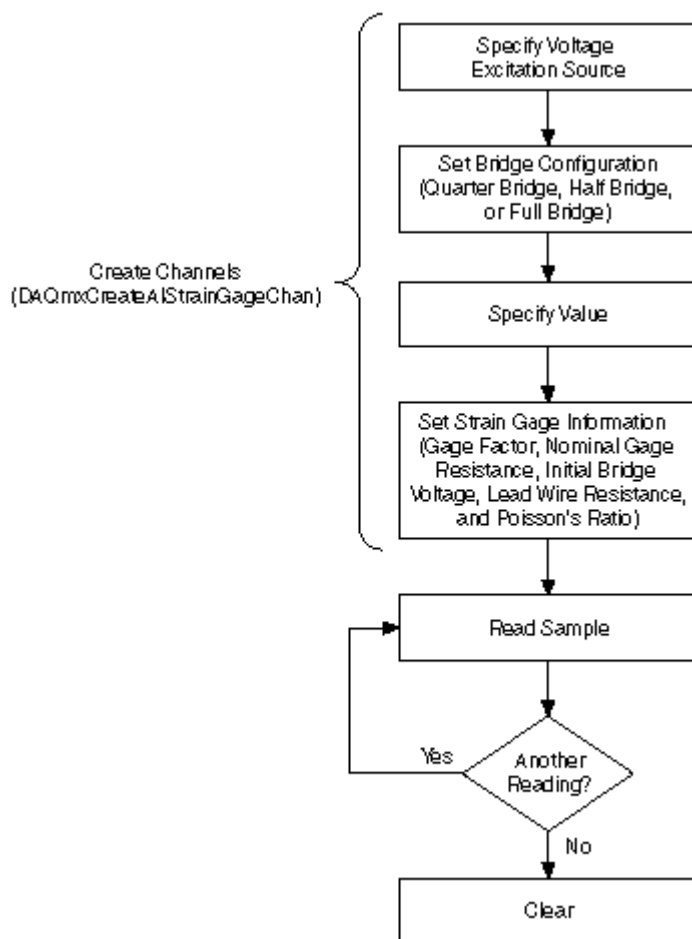 Specify Voltage
Excitation Source
Set Bridge Configuration
(Quarter Bridge, Half Bridge,
or Full Bridge)
Create Channels
(DAQmxCreateAIStrainGageChan)
Specify Value
Set Strain Gage Information
(Gage Factor, Nominal Gage
Resistance, Initial Bridge
Voltage, Lead Wire Resistance,
and Poisson's Ratio)
Read Sample
Yes
Another
Reading?
No
Clear